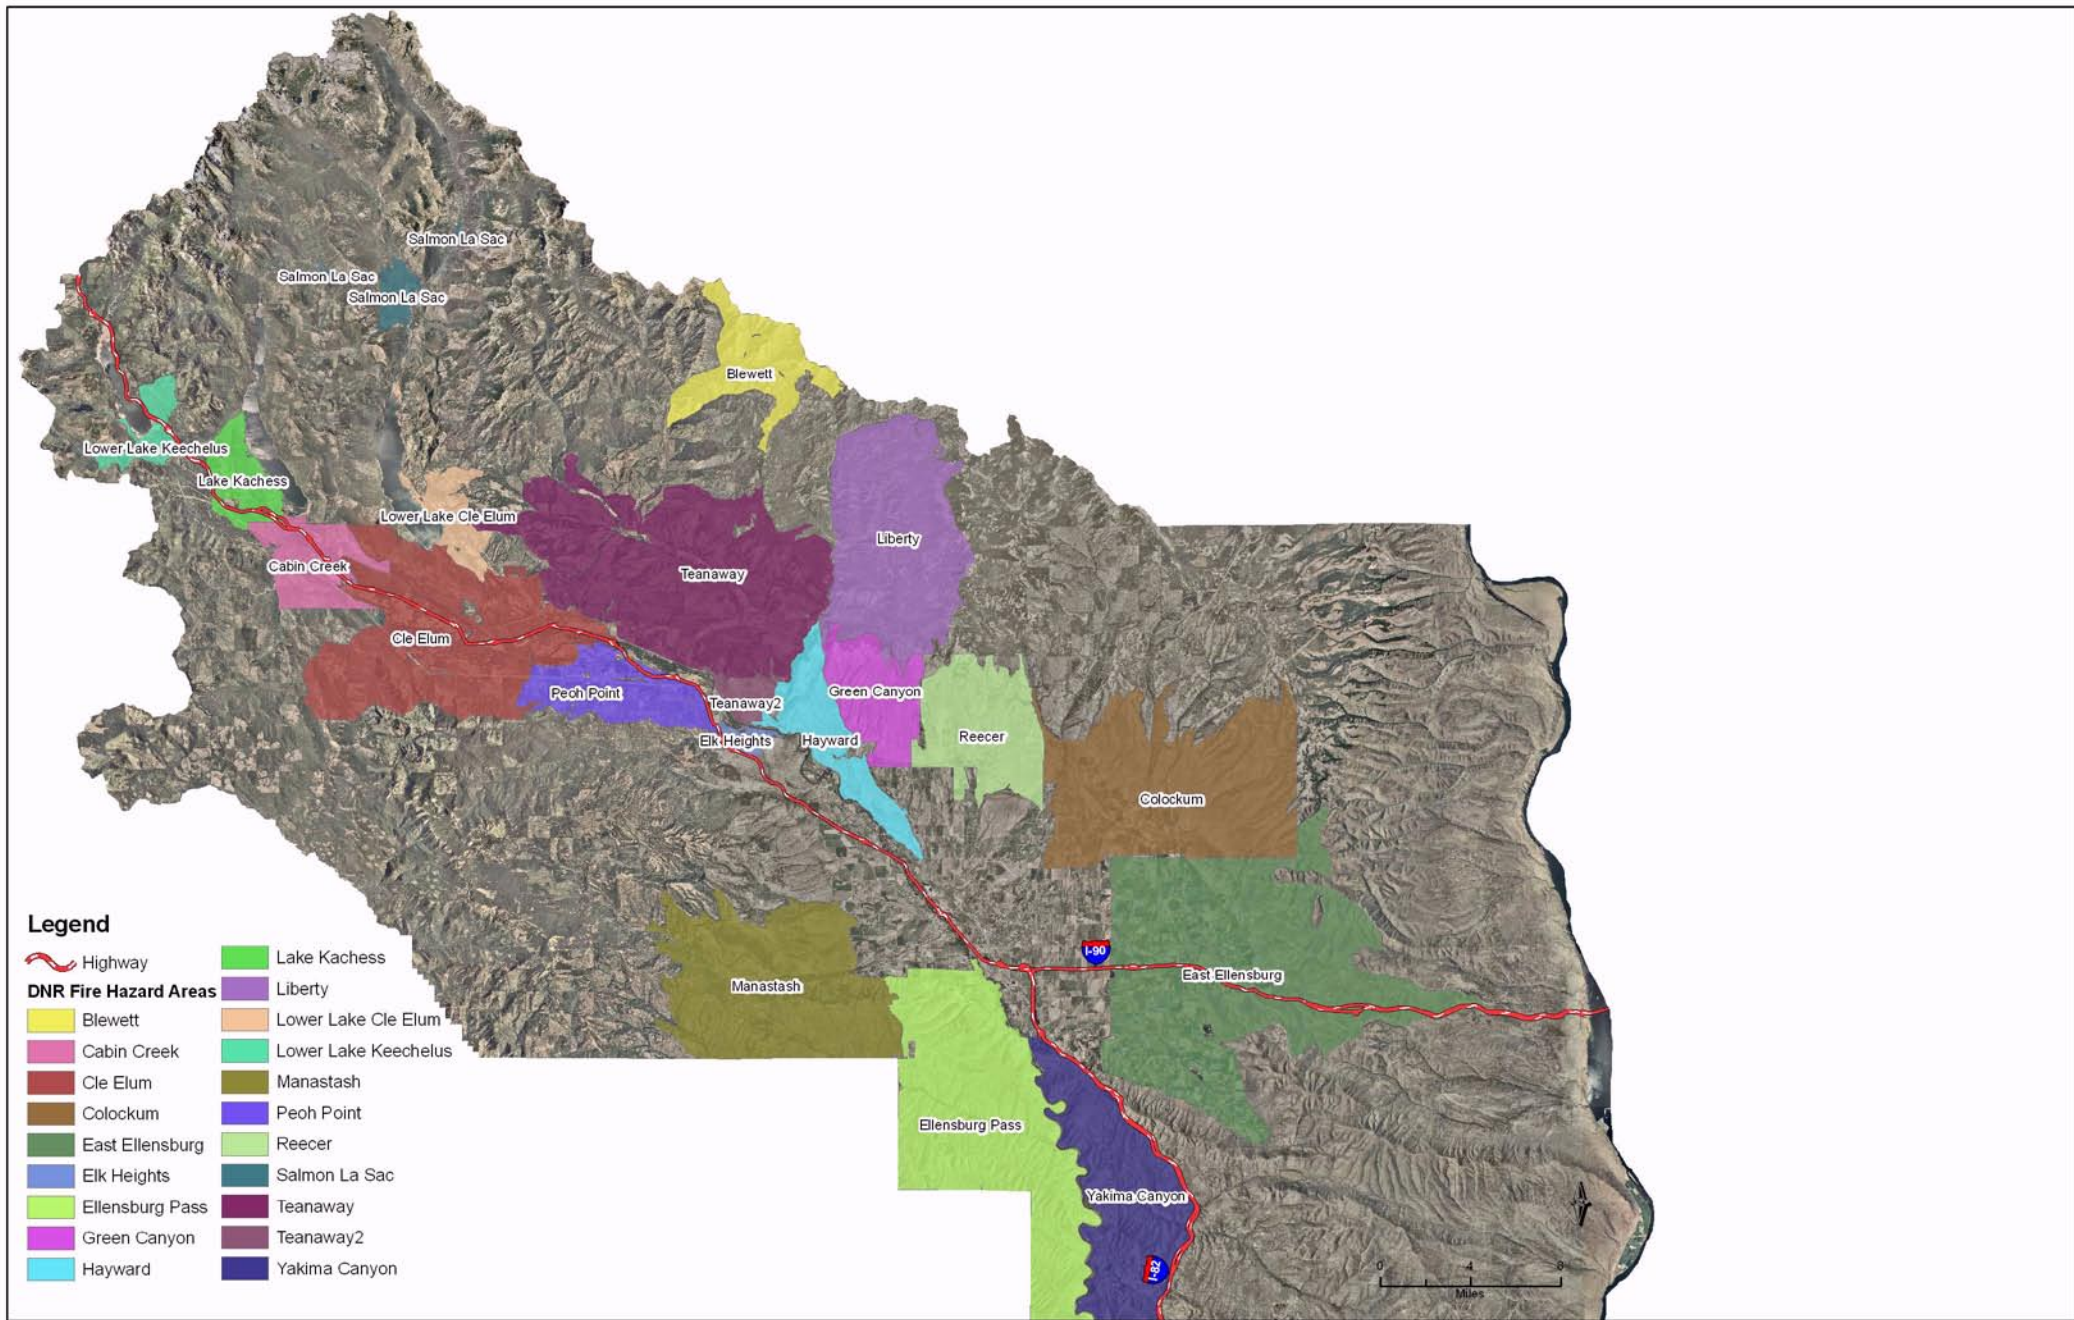 Salmon La Sac
Salmon La Sac
Salmon La Sac
Blewett
Lower Lake Keechelus
Lake Kachess
Lower Lake Cle Elum
Liberty
Cabin Creek
Teanaway
Cle Elum
Peoh Point
Green Canyon
Teanaway2
Elk Heights
Hayward
Reecer
Colockum
I-90
East Ellensburg
Manastash
Ellensburg Pass
Yakima Canyon
I-82
0 4 8
Miles
Legend
Highway
DNR Fire Hazard Areas
Blewett
Cabin Creek
Cle Elum
Colockum
East Ellensburg
Elk Heights
Ellensburg Pass
Green Canyon
Hayward
Lake Kachess
Liberty
Lower Lake Cle Elum
Lower Lake Keechelus
Manastash
Peoh Point
Reecer
Salmon La Sac
Teanaway
Teanaway2
Yakima Canyon